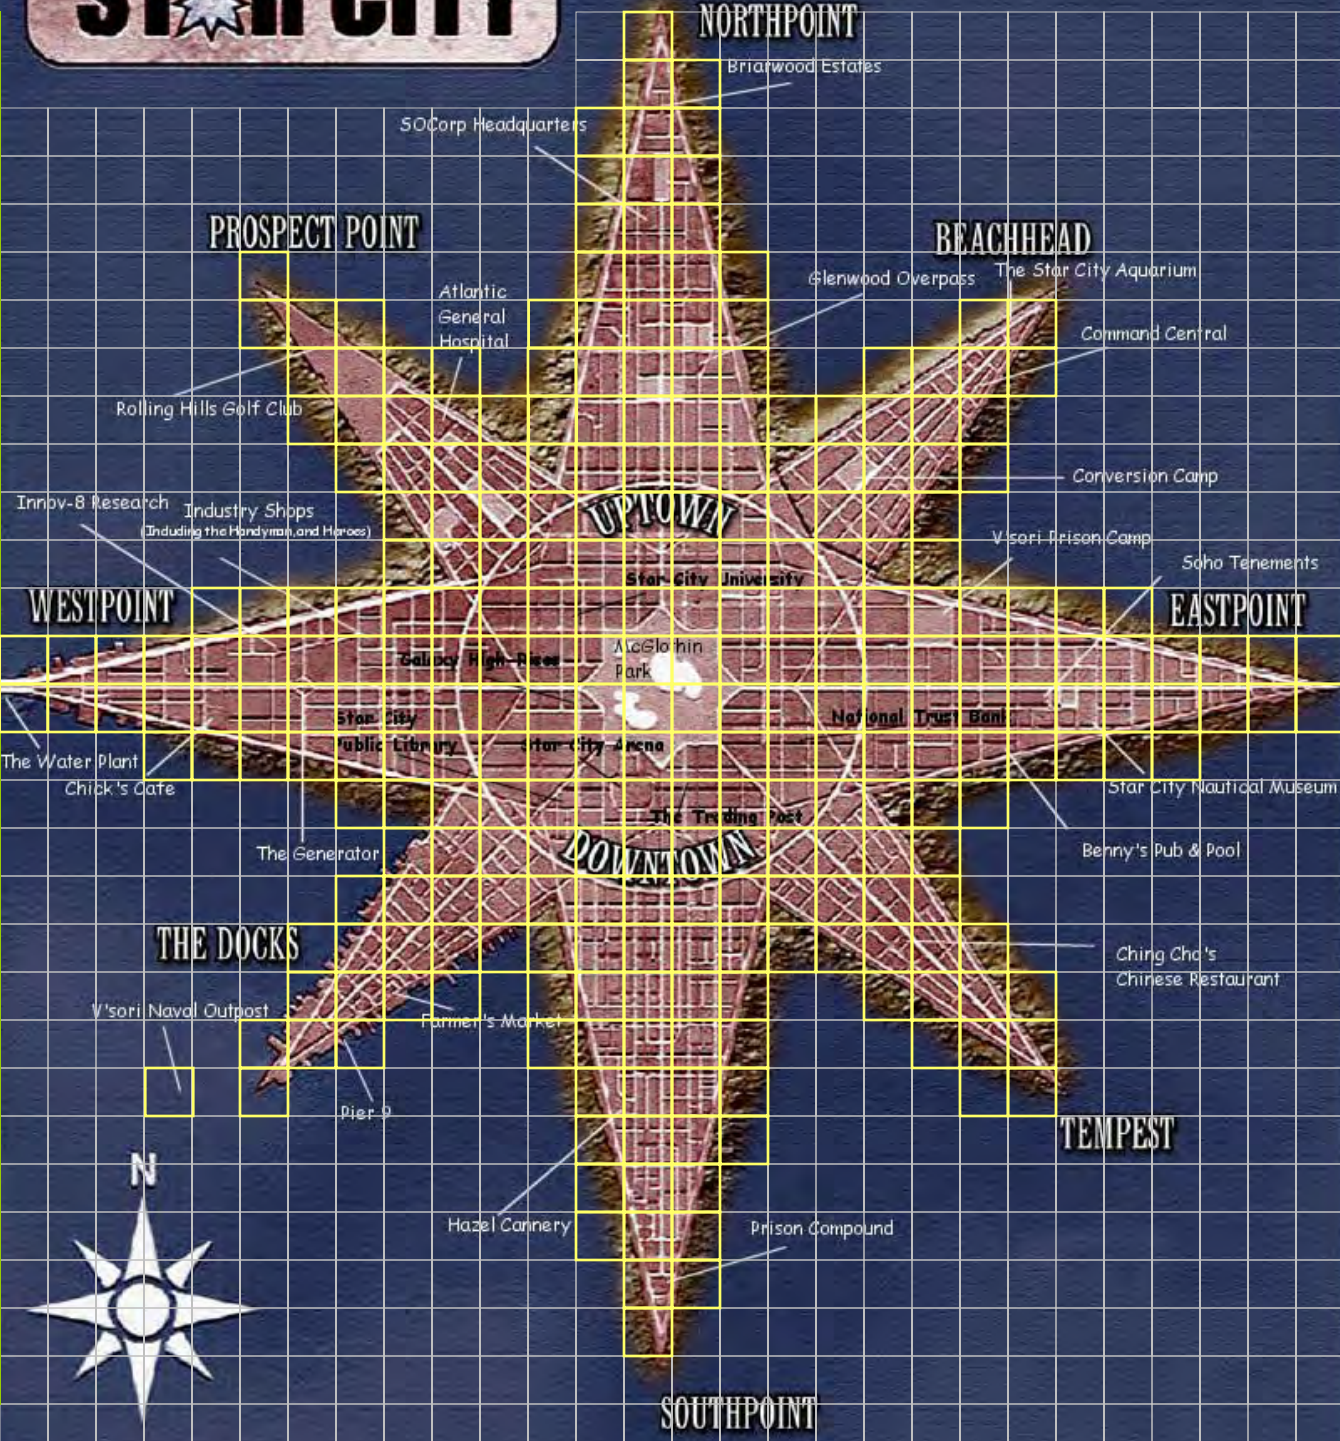 STAR CITY
NORTHPOINT
Briarwood Estates
SOCorp Headquarters
PROSPECT POINT
BEACHHEAD
The Star City Aquarium
Glenwood Overpass
Atlantic
General
Hospital
Command Central
Rolling Hills Golf Club
Conversion Camp
Innov-8 Research
Industry Shops
(Including the Handyman, and Heroes)
UPTOWN
V'sori Prison Camp
Soho Tenements
Star City University
WESTPOINT
EASTPOINT
McGlothin
Park
Galaxy High-Rises
Star City
Public Library
National Trust Bank
Star City Arena
The Water Plant
Chick's Cafe
Star City Nautical Museum
The Trading Post
The Generator
DOWNTOWN
Benny's Pub & Pool
THE DOCKS
Ching Cha's
Chinese Restaurant
V'sori Naval Outpost
Farmer's Market
Pier 9
TEMPEST
N
Hazel Cannery
Prison Compound
SOUTHPOINT